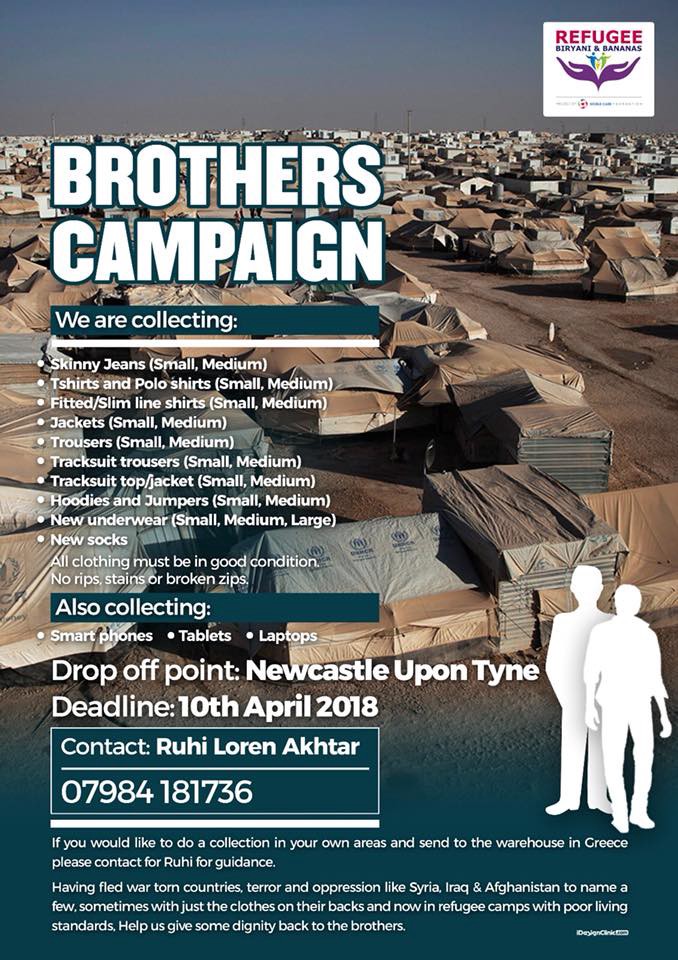 REFUGEE
BIRYANI & BANANAS
BROTHERS
CAMPAIGN
We are collecting:
• Skinny Jeans (Small, Medium)
• Tshirts and Polo shirts (Small, Medium)
• Fitted/Slim line shirts (Small, Medium)
• Jackets (Small, Medium)
• Trousers (Small, Medium)
• Tracksuit trousers (Small, Medium)
• Tracksuit top/jacket (Small, Medium)
• Hoodies and Jumpers (Small, Medium)
• New underwear (Small, Medium, Large)
• New socks
All clothing must be in good condition.
No rips, stains or broken zips.
Also collecting:
• Smart phones • Tablets • Laptops
Drop off point: Newcastle Upon Tyne
Deadline: 10th April 2018
Contact: Ruhi Loren Akhtar
07984 181736
If you would like to do a collection in your own areas and send to the warehouse in Greece
please contact for Ruhi for guidance.
Having fled war torn countries, terror and oppression like Syria, Iraq & Afghanistan to name a
few, sometimes with just the clothes on their backs and now in refugee camps with poor living
standards, Help us give some dignity back to the brothers.
iDesignClinic.com
UNHCR
UNHCR